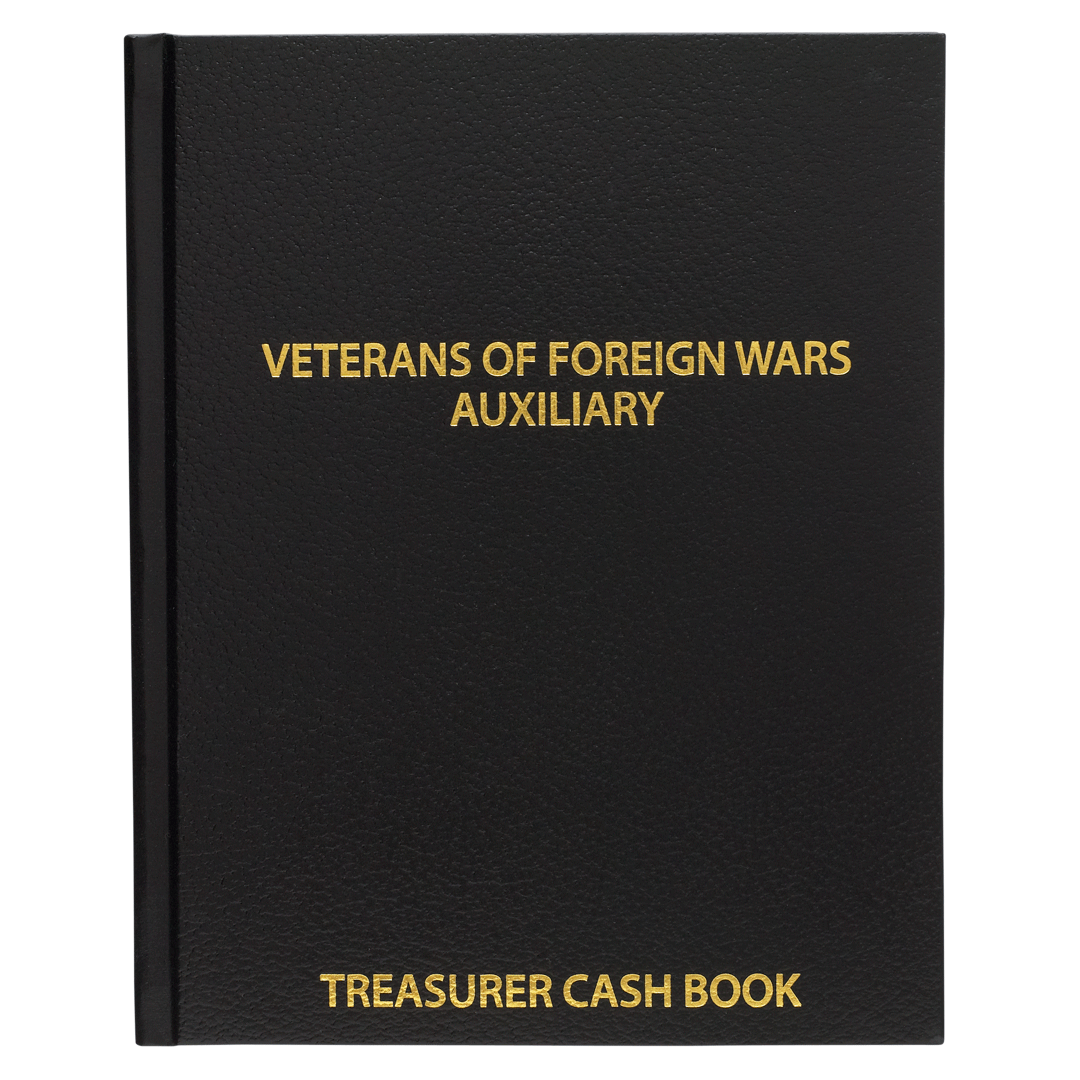 VETERANS OF FOREIGN WARS
AUXILIARY
TREASURER CASH BOOK